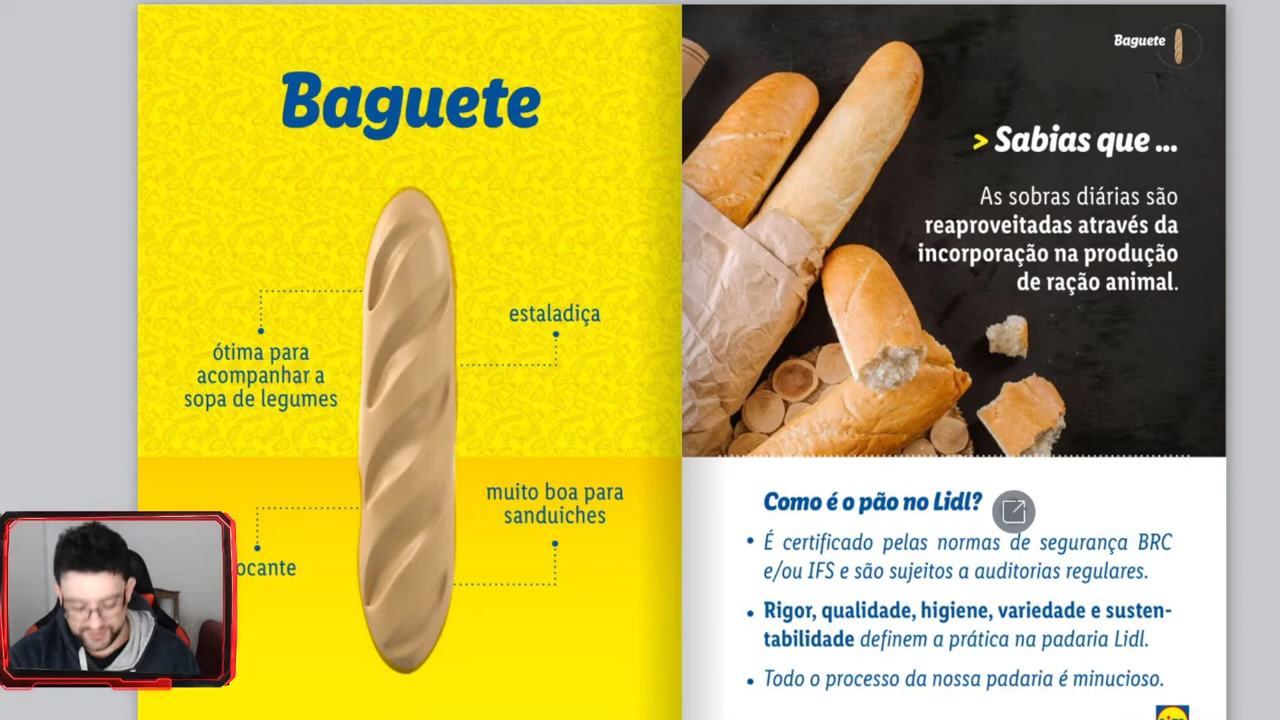 Baguete
estaladiça
ótima para
acompanhar a
sopa de legumes
muito boa para
sanduiches
Baguete
> Sabias que ...
As sobras diárias são
reaproveitadas através da
incorporação na produção
de ração animal.
Como é o pão no Lidl?
• É certificado pelas normas de segurança BRC
e/ou IFS e são sujeitos a auditorias regulares.
• Rigor, qualidade, higiene, variedade e susten-
tabilidade definem a prática na padaria Lidl.
• Todo o processo da nossa padaria é minucioso.